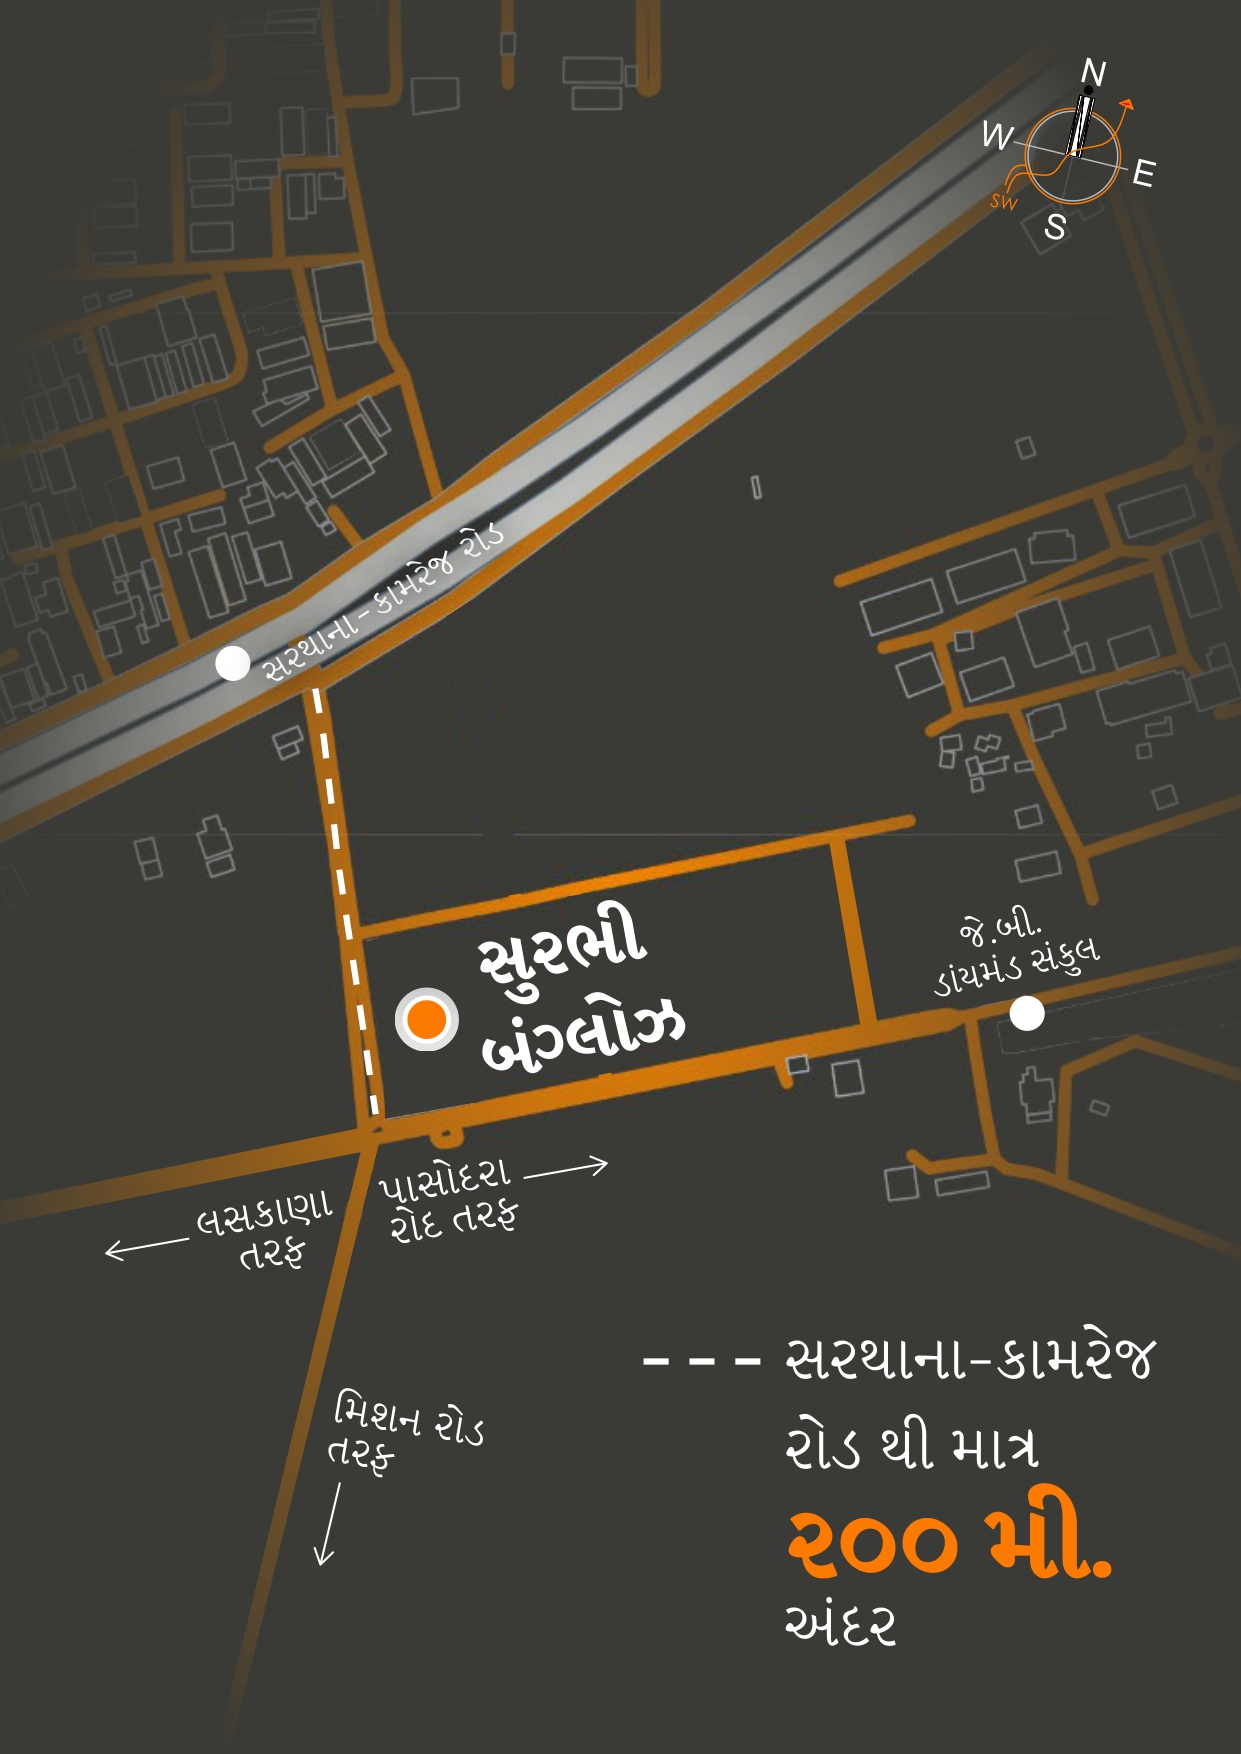 N
W
E
SW
S
સરથાના-કામરેજ રોડ
સુરભી
બંગ્લોઝ
જે.બી.
ડાંયમંડ સંકુલ
પાસોદરા
રોદ તરફ
લસકાણા
તરફ
મિશન રોડ
તરફ
સરથાના-કામરેજ
રોડ થી માત્ર
૨૦૦ મી.
અંદર